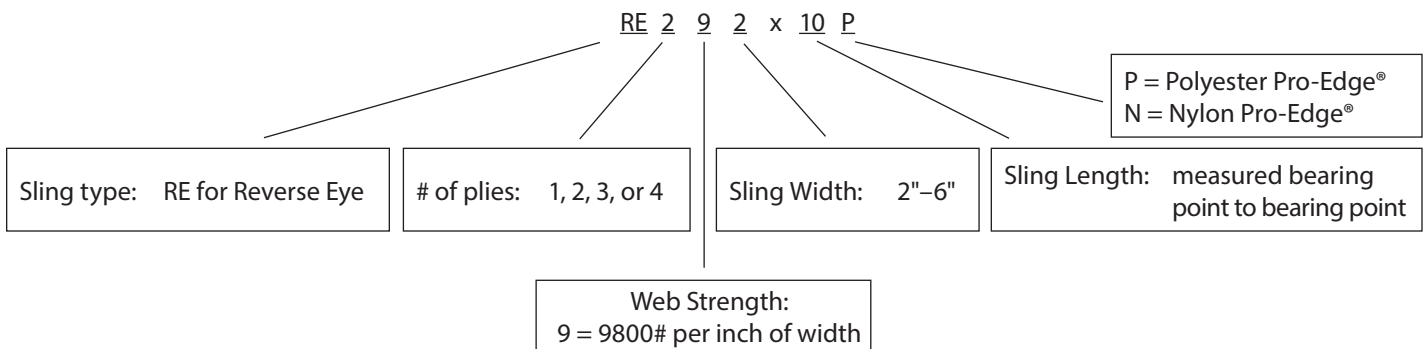 RE 2 9 2 x 10 P
P = Polyester Pro-Edge®
N = Nylon Pro-Edge®
Sling type: RE for Reverse Eye
# of plies: 1, 2, 3, or 4
Sling Width: 2"–6"
Sling Length: measured bearing
point to bearing point
Web Strength:
9 = 9800# per inch of width